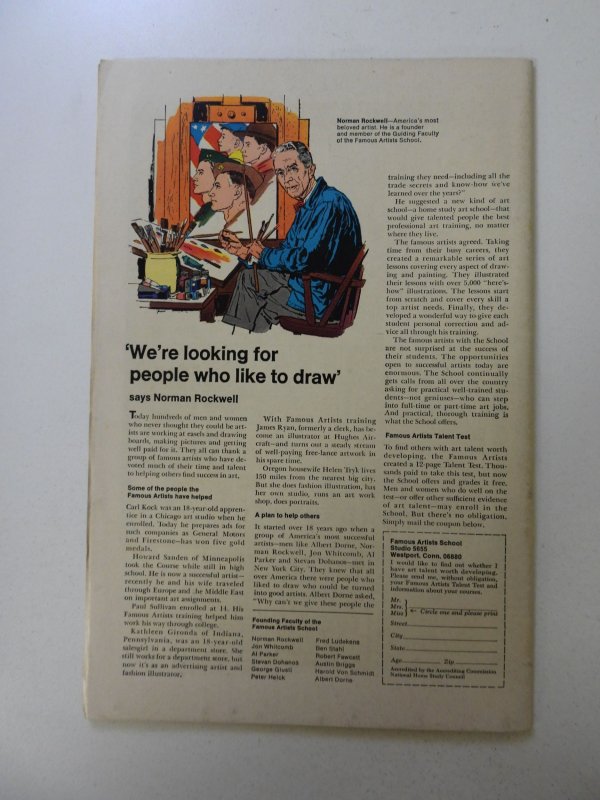 Norman Rockwell—America's most
beloved artist. He is a founder
and member of the Guiding Faculty
of the Famous Artists School.
'We're looking for
people who like to draw'
says Norman Rockwell
Today hundreds of men and women
who never thought they could be art-
ists are working at easels and drawing
boards, making pictures and getting
well paid for it. They all can thank a
group of famous artists who have de-
voted much of their time and talent
to helping others find success in art.
Some of the people the
Famous Artists have helped
Carl Kock was an 18-year-old appren-
tice in a Chicago art studio when he
enrolled. Today he prepares ads for
such companies as General Motors
and Firestone—has won five gold
medals.
Howard Sanden of Minneapolis
took the Course while still in high
school. He is now a successful artist—
recently he and his wife traveled
through Europe and the Middle East
on important art assignments.
Paul Sullivan enrolled at 14. His
Famous Artists training helped him
work his way through college.
Kathleen Gironda of Indiana,
Pennsylvania, was an 18-year-old
salesgirl in a department store. She
still works for a department store, but
now it's as an advertising artist and
fashion illustrator.
With Famous Artists training
James Ryan, formerly a clerk, has be-
come an illustrator at Hughes Air-
craft—and turns out a steady stream
of well-paying free-lance artwork in
his spare time.
Oregon housewife Helen Tryk lives
150 miles from the nearest big city.
But she does fashion illustration, has
her own studio, runs an art work
shop, does portraits.
A plan to help others
It started over 18 years ago when a
group of America's most successful
artists—men like Albert Dorne, Nor-
man Rockwell, Jon Whitcomb, Al
Parker and Stevan Dohanos—met in
New York City. They knew that all
over America there were people who
liked to draw who could be turned
into good artists. Albert Dorne asked,
"Why can't we give these people the
Founding Faculty of the
Famous Artists School
Norman Rockwell
Jon Whitcomb
Al Parker
Stevan Dohanos
George Giusti
Peter Helck
Fred Ludekens
Ben Stahl
Robert Fawcett
Austin Briggs
Harold Von Schmidt
Albert Dorne
training they need—including all the
trade secrets and know-how we've
learned over the years?"
He suggested a new kind of art
school—a home study art school—that
would give talented people the best
professional art training, no matter
where they live.
The famous artists agreed. Taking
time from their busy careers, they
created a remarkable series of art
lessons covering every aspect of draw-
ing and painting. They illustrated
their lessons with over 5,000 "here's-
how" illustrations. The lessons start
from scratch and cover every skill a
top artist needs. Finally, they de-
veloped a wonderful way to give each
student personal correction and ad-
vice all through his training.
The famous artists with the School
are not surprised at the success of
their students. The opportunities
open to successful artists today are
enormous. The School continually
gets calls from all over the country
asking for practical well-trained stu-
dents—not geniuses—who can step
into full-time or part-time art jobs.
And practical, thorough training is
what the School offers.
Famous Artists Talent Test
To find others with art talent worth
developing, the Famous Artists
created a 12-page Talent Test. Thou-
sands paid to take this test, but now
the School offers and grades it free.
Men and women who do well on the
test—or offer other sufficient evidence
of art talent—may enroll in the
School. But there's no obligation.
Simply mail the coupon below.
Famous Artists School
Studio 5655
Westport, Conn. 06880
I would like to find out whether I
have art talent worth developing.
Please send me, without obligation,
your Famous Artists Talent Test and
information about your courses.
Mr.
Mrs.
Miss
← Circle one and please print
Street
City
State
Age Zip
Accredited by the Accrediting Commission
National Home Study Council